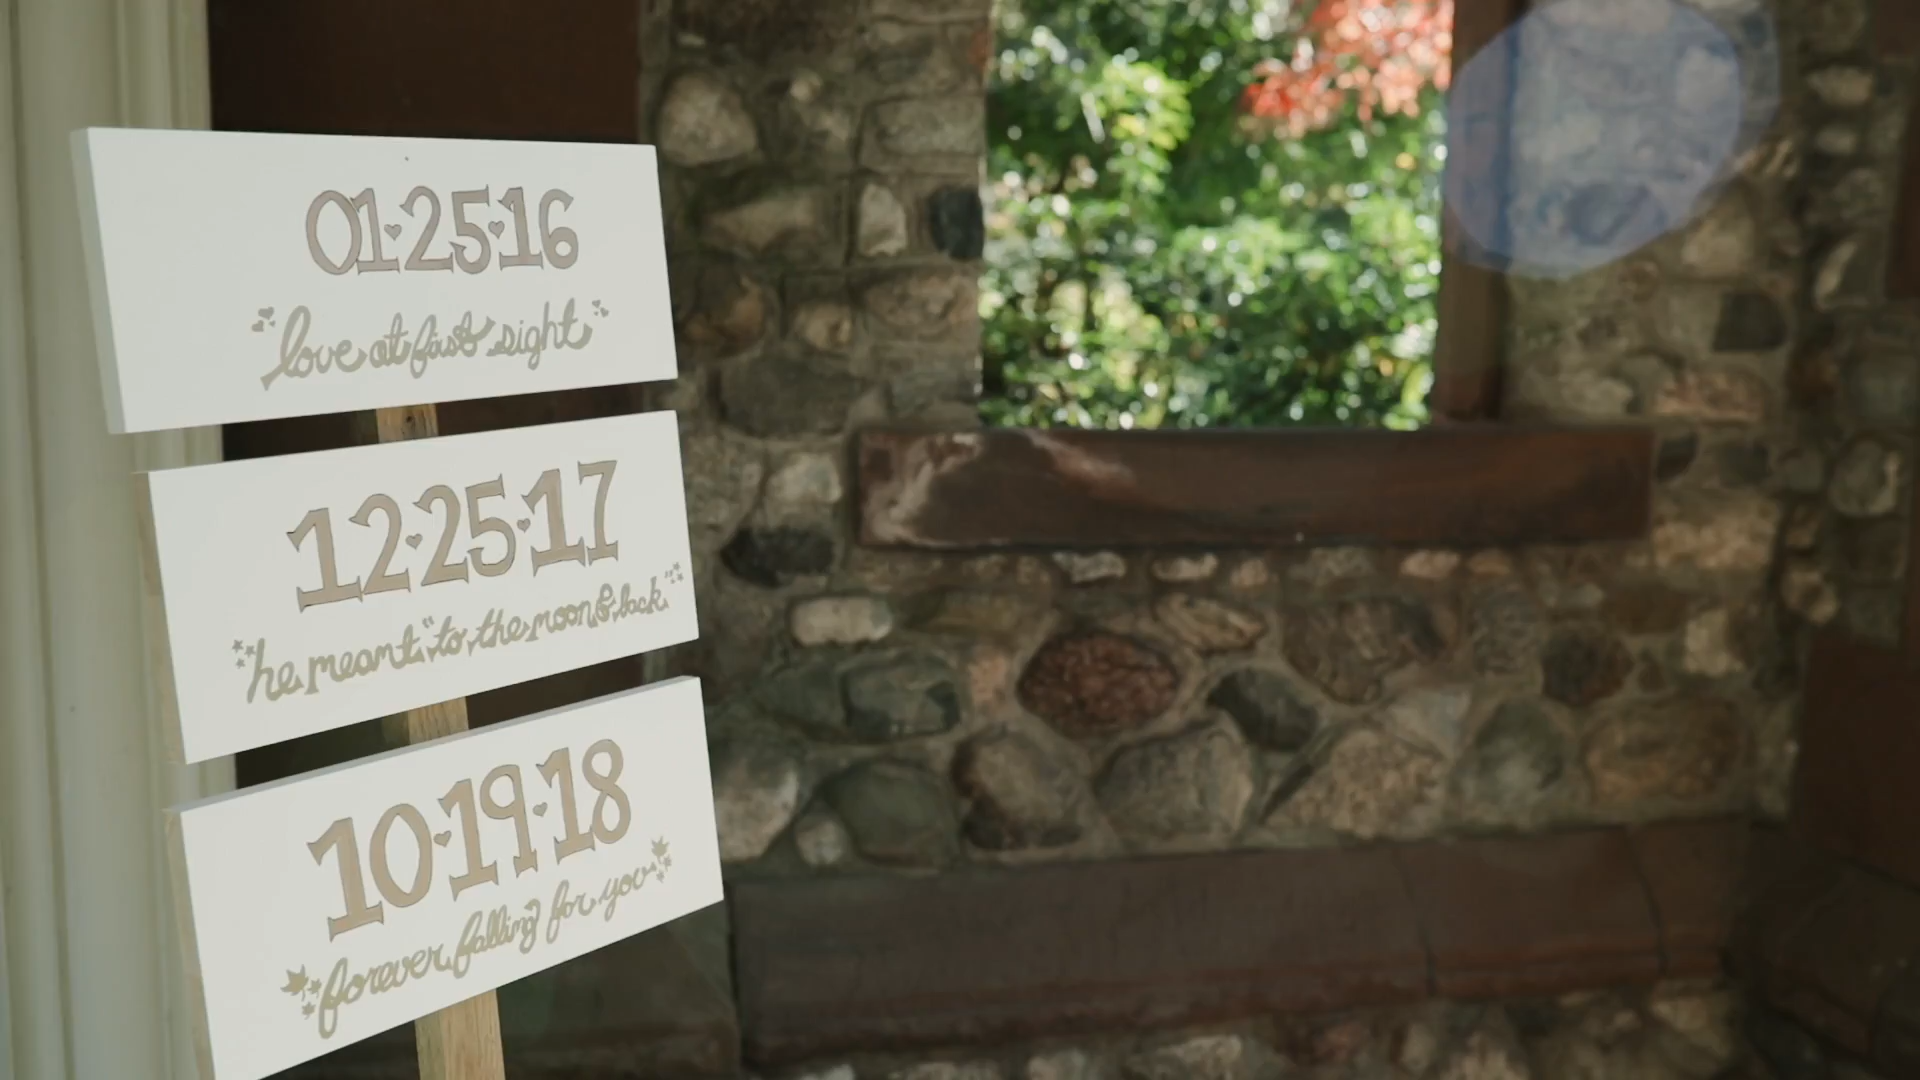 01·25·16
"love at first sight"
12·25·17
"he meant "to the moon & back."
10·19·18
forever falling for you